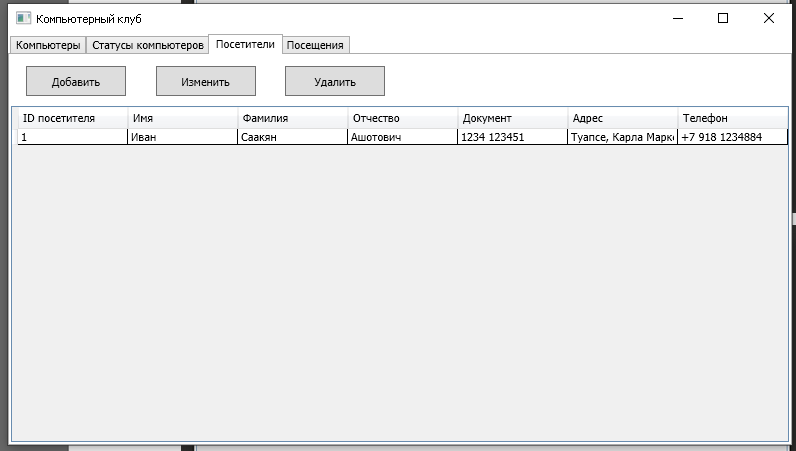 Компьютерный клуб
Компьютеры Статусы компьютеров Посетители Посещения
Добавить Изменить Удалить
ID посетителя Имя Фамилия Отчество Документ Адрес Телефон
1 Иван Саакян Ашотович 1234 123451 Туапсе, Карла Марк +7 918 1234884